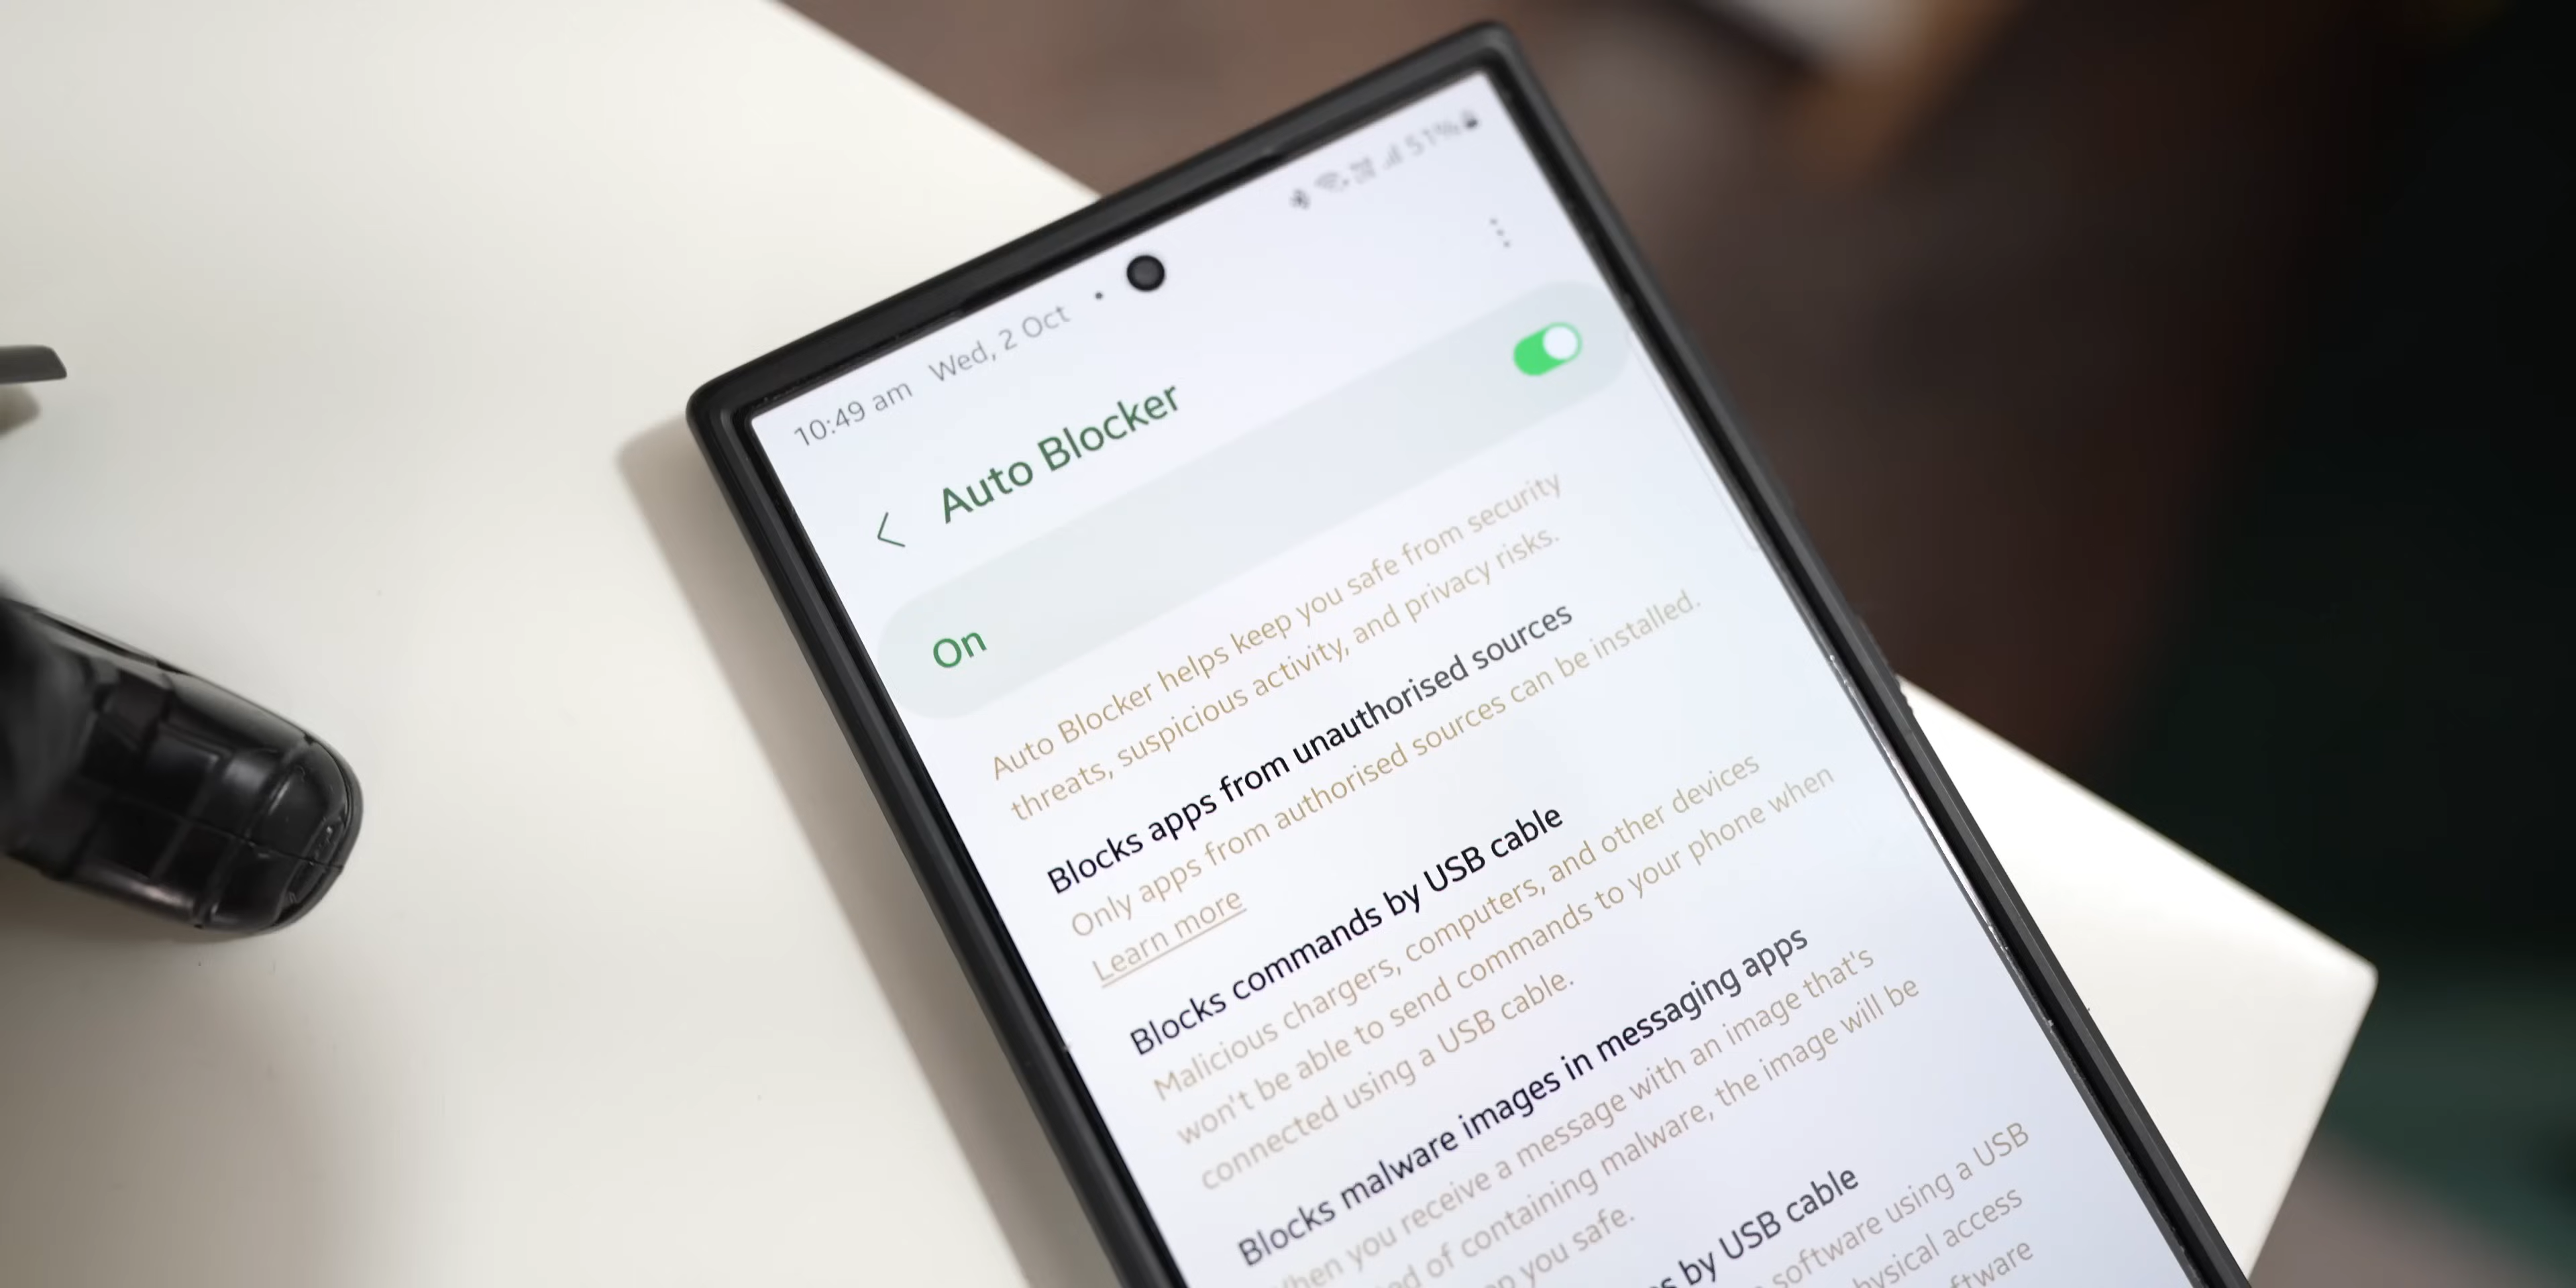 10:49 am Wed, 2 Oct
51%
Auto Blocker
On
Auto Blocker helps keep you safe from security
threats, suspicious activity, and privacy risks.
Blocks apps from unauthorised sources
Only apps from authorised sources can be installed.
Learn more
Blocks commands by USB cable
Malicious chargers, computers, and other devices
won't be able to send commands to your phone when
connected using a USB cable.
Blocks malware images in messaging apps
When you receive a message with an image that's
of containing malware, the image will be
you safe.
by USB cable
software using a USB
physical access
software